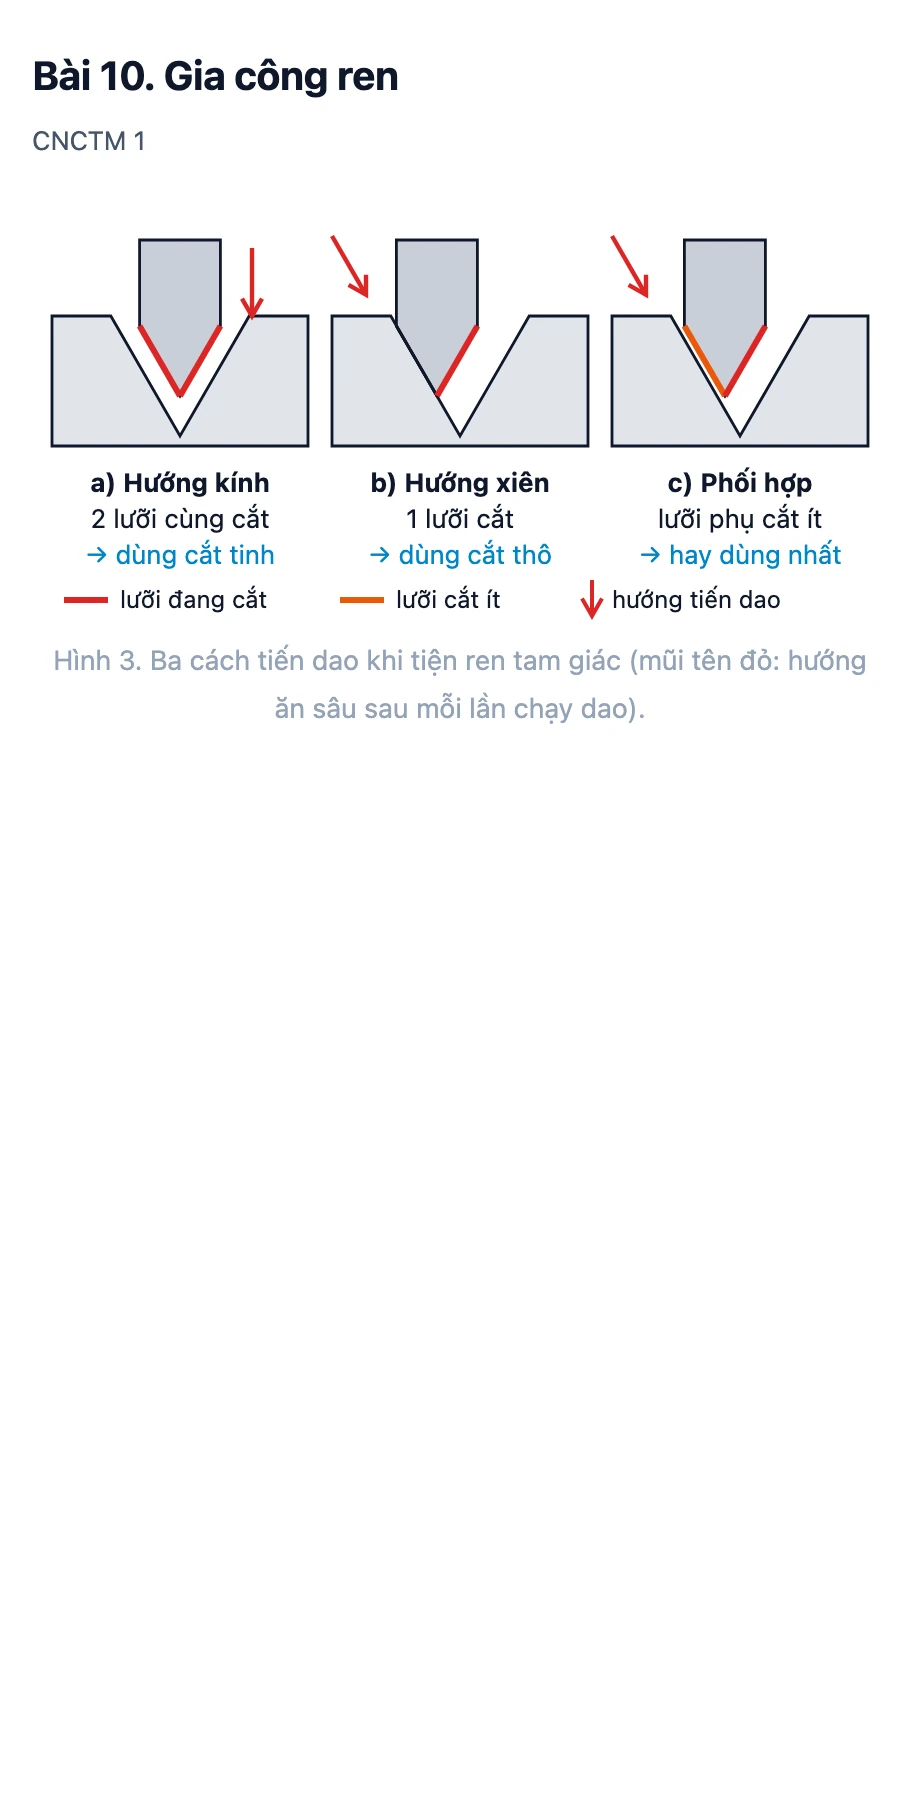 Bài 10. Gia công ren
CNCTM 1
a) Hướng kính
2 lưỡi cùng cắt
→ dùng cắt tinh
b) Hướng xiên
1 lưỡi cắt
→ dùng cắt thô
c) Phối hợp
lưỡi phụ cắt ít
→ hay dùng nhất
lưỡi đang cắt
lưỡi cắt ít
hướng tiến dao
Hình 3. Ba cách tiến dao khi tiện ren tam giác (mũi tên đỏ: hướng
ăn sâu sau mỗi lần chạy dao).